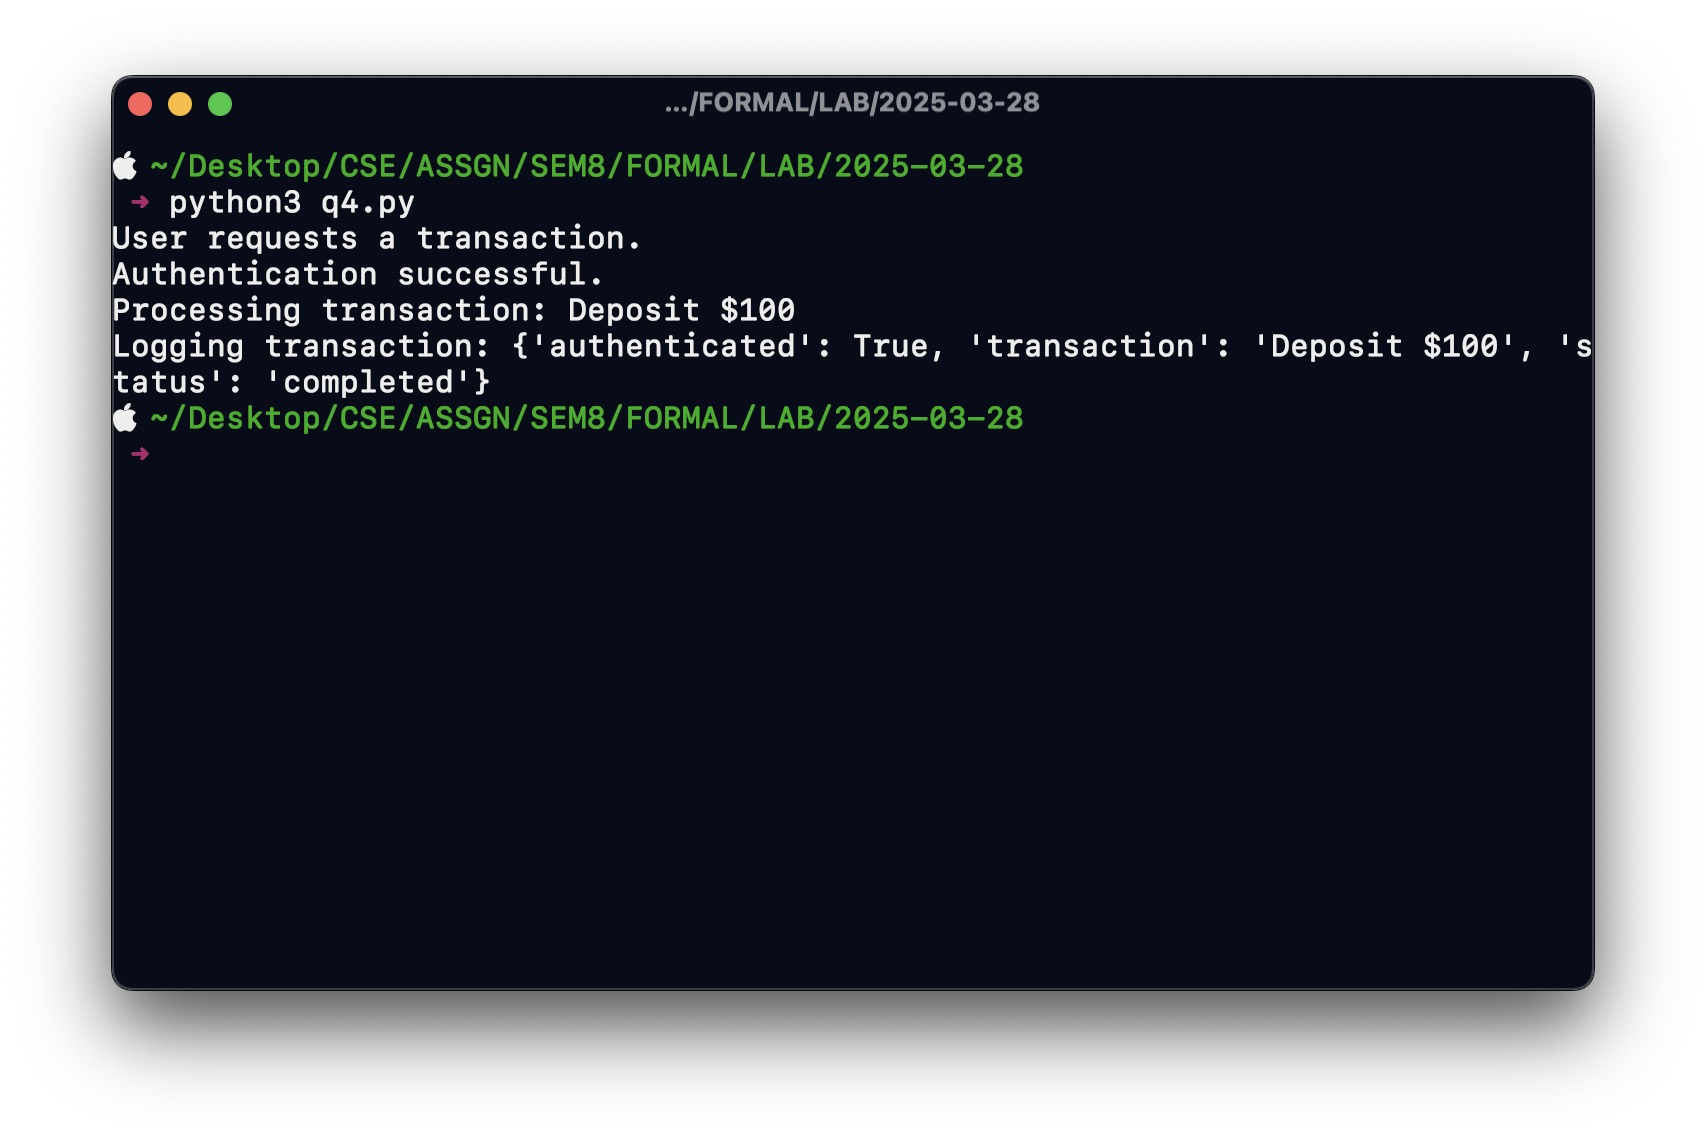 .../FORMAL/LAB/2025-03-28
~/Desktop/CSE/ASSGN/SEM8/FORMAL/LAB/2025-03-28
➜ python3 q4.py
User requests a transaction.
Authentication successful.
Processing transaction: Deposit $100
Logging transaction: {'authenticated': True, 'transaction': 'Deposit $100', 's
tatus': 'completed'}
~/Desktop/CSE/ASSGN/SEM8/FORMAL/LAB/2025-03-28
➜